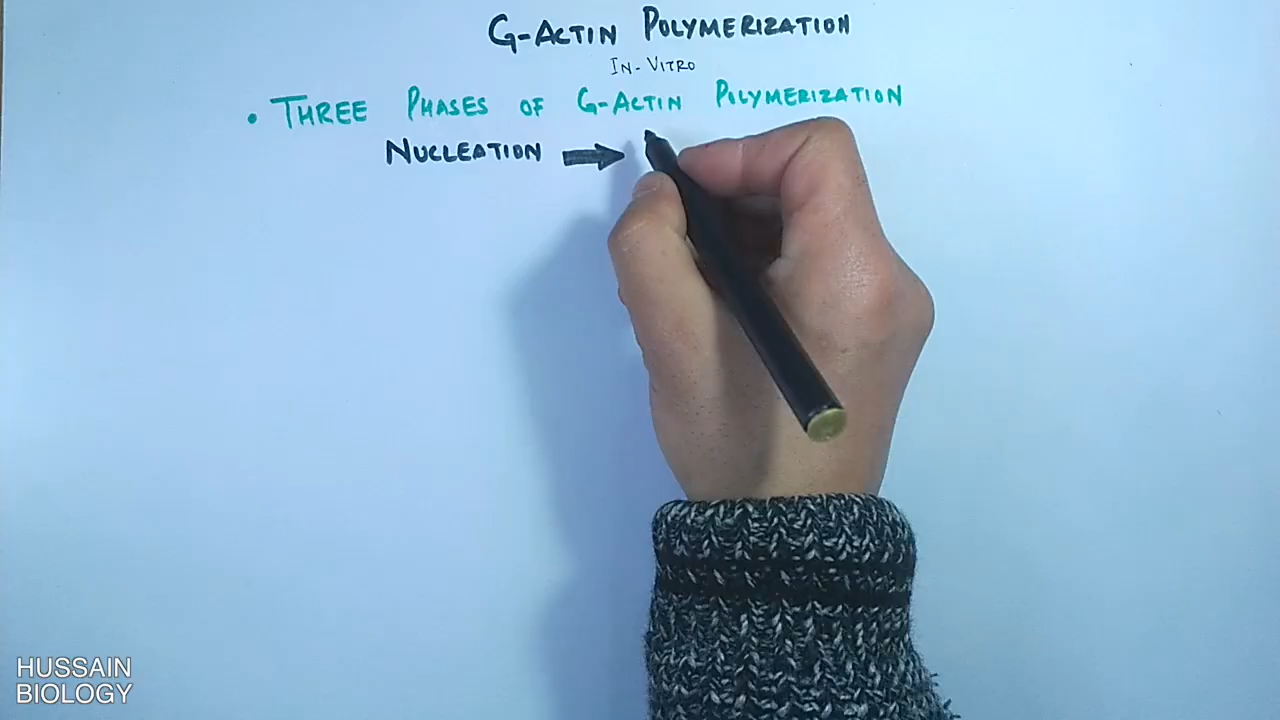 G-ACTIN POLYMERIZATION
IN-VITRO
• THREE PHASES OF G-ACTIN POLYMERIZATION
NUCLEATION
HUSSAIN
BIOLOGY